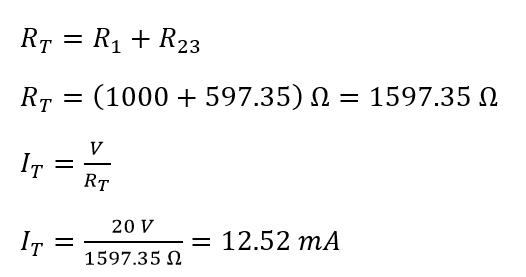 R_T = R_1 + R_23
R_T = (1000 + 597.35) Ω = 1597.35 Ω
I_T = V / R_T
I_T = 20 V / 1597.35 Ω = 12.52 mA